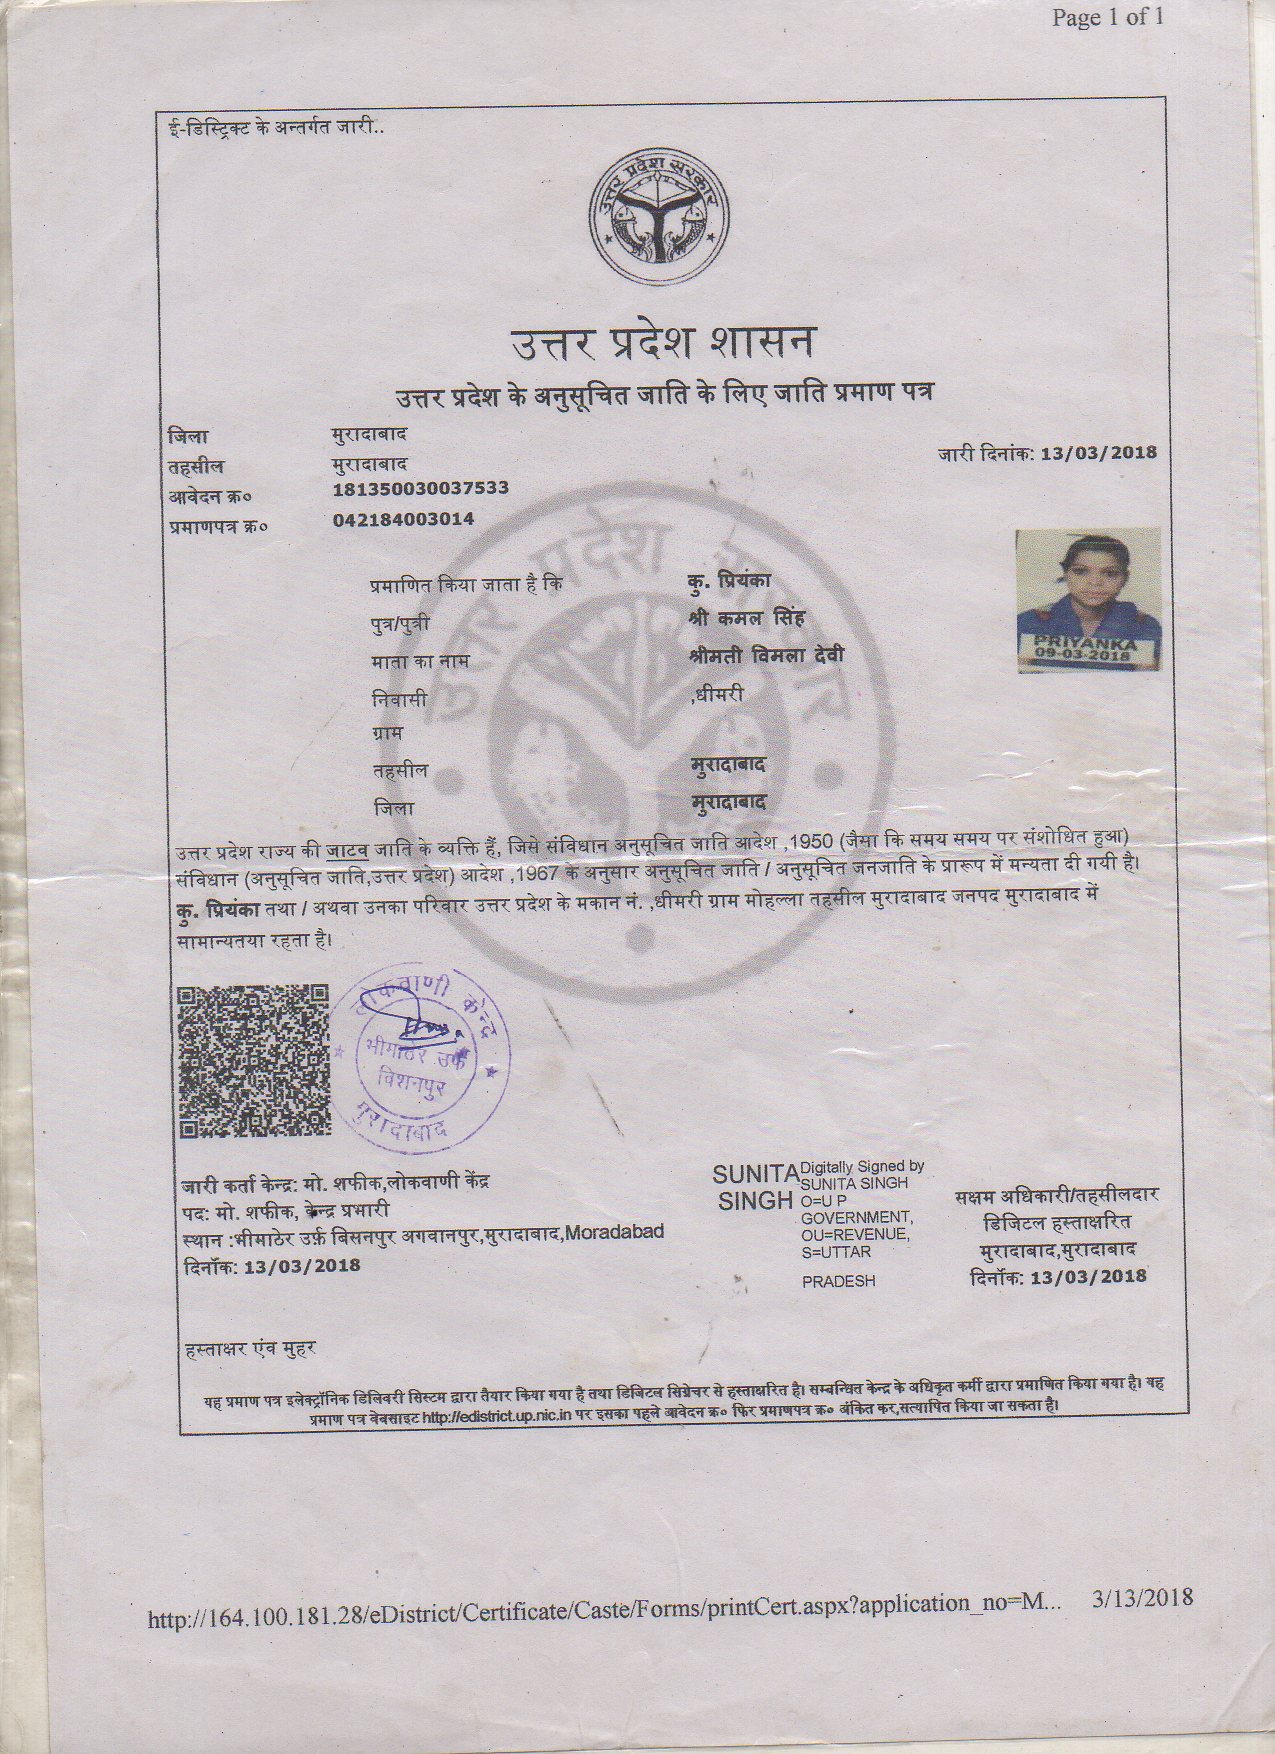 Page 1 of 1
ई-डिस्ट्रिक्ट के अन्तर्गत जारी..
उत्तर प्रदेश सरकार
उत्तर प्रदेश शासन
उत्तर प्रदेश के अनुसूचित जाति के लिए जाति प्रमाण पत्र
जिला मुरादाबाद
तहसील मुरादाबाद
जारी दिनांक: 13/03/2018
आवेदन क्र० 181350030037533
प्रमाणपत्र क्र० 042184003014
प्रमाणित किया जाता है कि कु. प्रियंका
पुत्र/पुत्री श्री कमल सिंह
PRIYANKA
09-03-2018
माता का नाम श्रीमती विमला देवी
निवासी ,धीमरी
ग्राम
तहसील मुरादाबाद
जिला मुरादाबाद
उत्तर प्रदेश राज्य की जाटव जाति के व्यक्ति हैं, जिसे संविधान अनुसूचित जाति आदेश ,1950 (जैसा कि समय समय पर संशोधित हुआ)
संविधान (अनुसूचित जाति,उत्तर प्रदेश) आदेश ,1967 के अनुसार अनुसूचित जाति / अनुसूचित जनजाति के प्रारूप में मन्यता दी गयी है।
कु. प्रियंका तथा / अथवा उनका परिवार उत्तर प्रदेश के मकान नं. ,धीमरी ग्राम मोहल्ला तहसील मुरादाबाद जनपद मुरादाबाद में
सामान्यतया रहता है।
लोकवाणी केन्द्र
भीमाठेर उर्फ
विशनपुर
मुरादाबाद
जारी कर्ता केन्द्र: मो. शफीक,लोकवाणी केंद्र
पद: मो. शफीक, केन्द्र प्रभारी
स्थान :भीमाठेर उर्फ़ बिसनपुर अगवानपुर,मुरादाबाद,Moradabad
दिनॉक: 13/03/2018
SUNITA
SINGH
Digitally Signed by
SUNITA SINGH
O=U P
GOVERNMENT,
OU=REVENUE,
S=UTTAR
PRADESH
सक्षम अधिकारी/तहसीलदार
डिजिटल हस्ताक्षरित
मुरादाबाद,मुरादाबाद
दिनॉक: 13/03/2018
हस्ताक्षर एंव मुहर
यह प्रमाण पत्र इलेक्ट्रॉनिक डिलिवरी सिस्टम द्वारा तैयार किया गया है तथा डिजिटल सिग्नेचर से हस्ताक्षरित है। सम्बन्धित केन्द्र के अधिकृत कर्मी द्वारा प्रमाणित किया गया है। यह
प्रमाण पत्र वेबसाइट http://edistrict.up.nic.in पर इसका पहले आवेदन क्र० फिर प्रमाणपत्र क्र० अंकित कर,सत्यापित किया जा सकता है।
http://164.100.181.28/eDistrict/Certificate/Caste/Forms/printCert.aspx?application_no=M... 3/13/2018